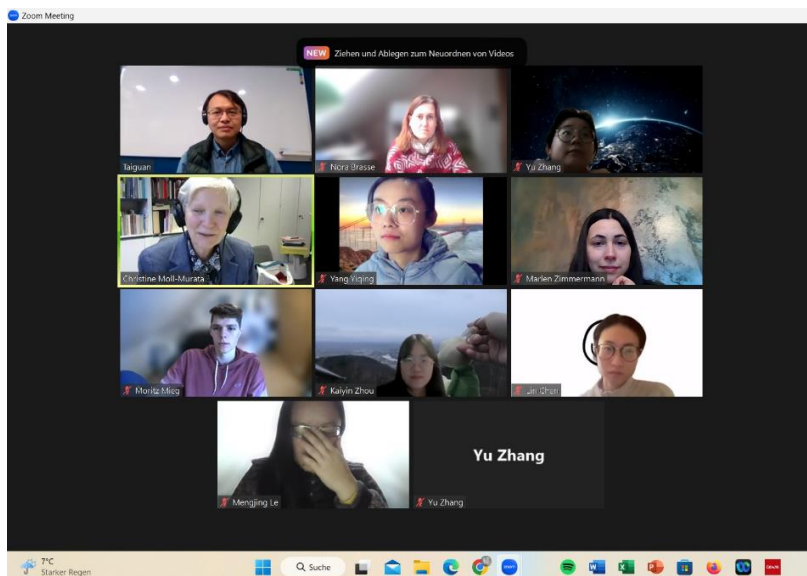 Zoom Meeting
NEW Ziehen und Ablegen zum Neuordnen von Videos
Taiguan
Nora Brasse
Yu Zhang
Christine Moll-Murata
Yang Yiqing
Marlen Zimmermann
Moritz Mieg
Kaiyin Zhou
Chen
Mengjing Le
Yu Zhang
Yu Zhang
7°C
Starker Regen
Suche